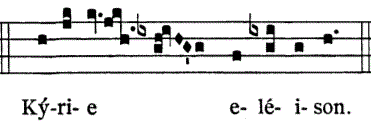 Ký-ri- e e- lé- i- son.